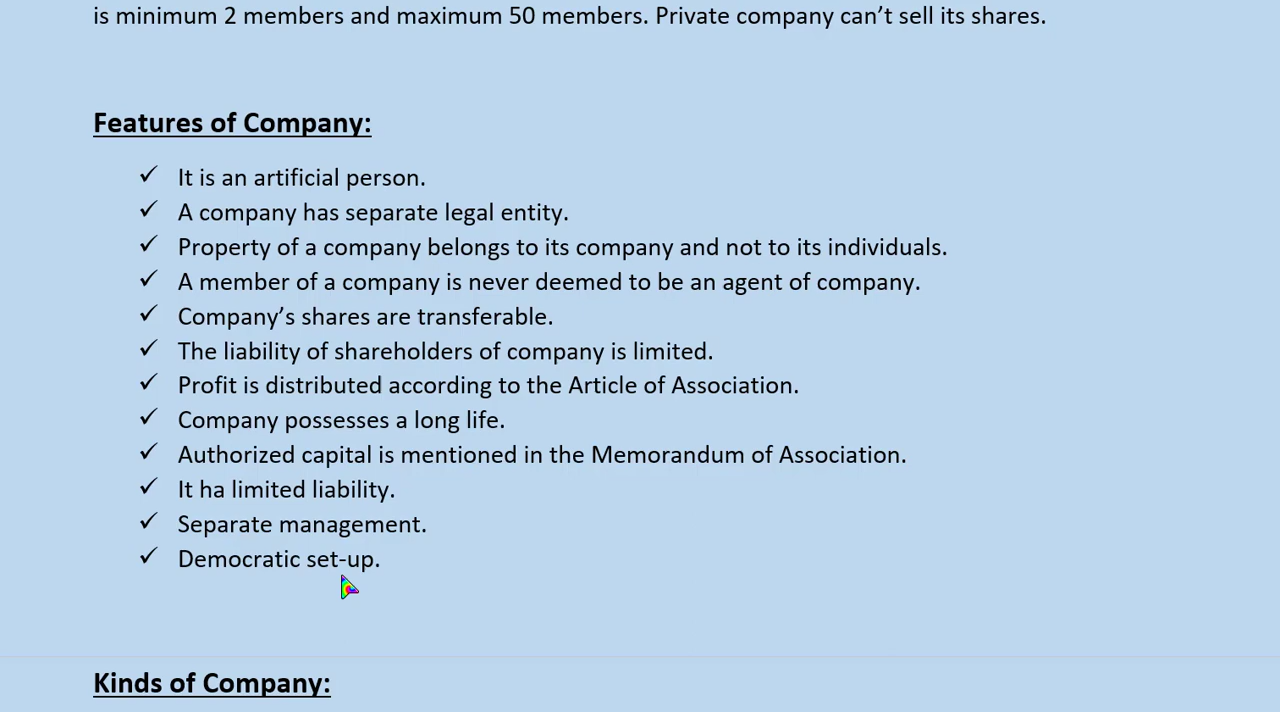 is minimum 2 members and maximum 50 members. Private company can’t sell its shares.
Features of Company:
✓ It is an artificial person.
✓ A company has separate legal entity.
✓ Property of a company belongs to its company and not to its individuals.
✓ A member of a company is never deemed to be an agent of company.
✓ Company’s shares are transferable.
✓ The liability of shareholders of company is limited.
✓ Profit is distributed according to the Article of Association.
✓ Company possesses a long life.
✓ Authorized capital is mentioned in the Memorandum of Association.
✓ It ha limited liability.
✓ Separate management.
✓ Democratic set-up.
Kinds of Company: